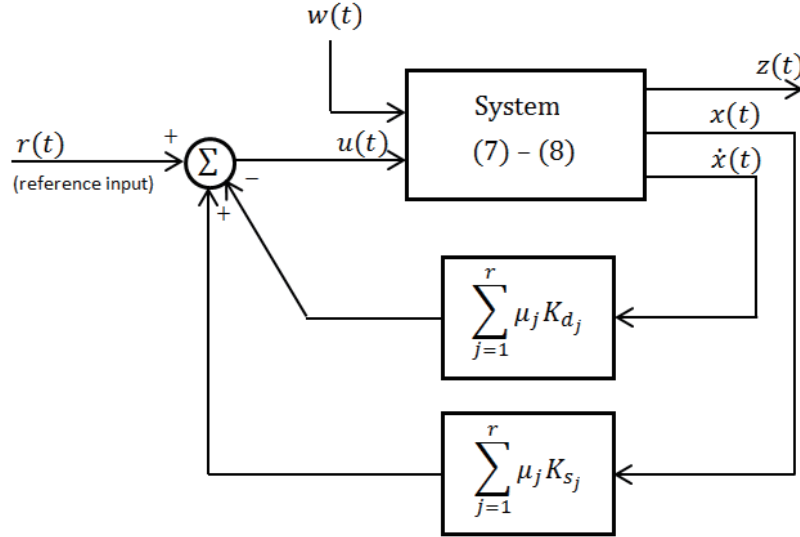 w(t)
z(t)
System
(7) – (8)
x(t)
ẋ(t)
r(t)
(reference input)
+
Σ
−
+
u(t)
r
∑ μ_j K_{d_j}
j=1
r
∑ μ_j K_{s_j}
j=1